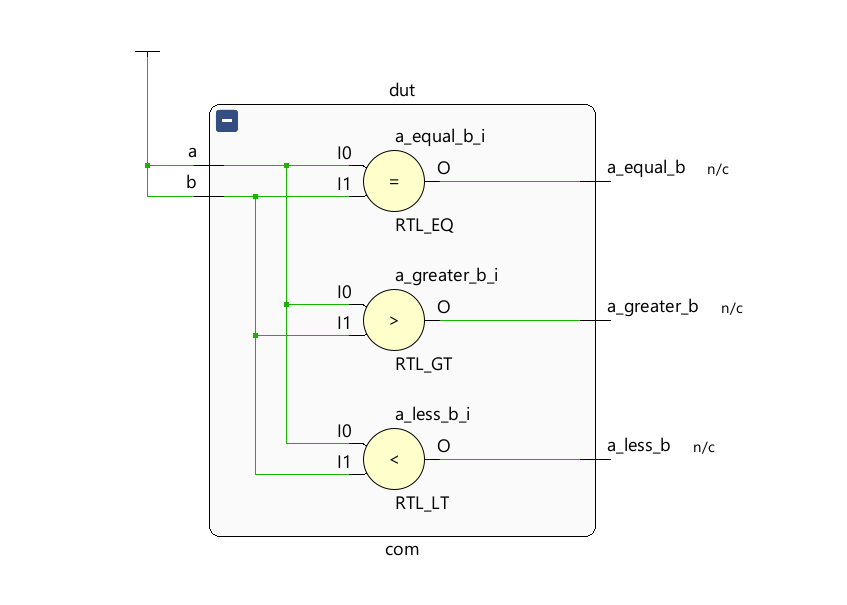 dut
a_equal_b_i
a
I0
O
a_equal_b n/c
=
b
I1
RTL_EQ
a_greater_b_i
I0
O
a_greater_b n/c
>
I1
RTL_GT
a_less_b_i
I0
O
a_less_b n/c
<
I1
RTL_LT
com